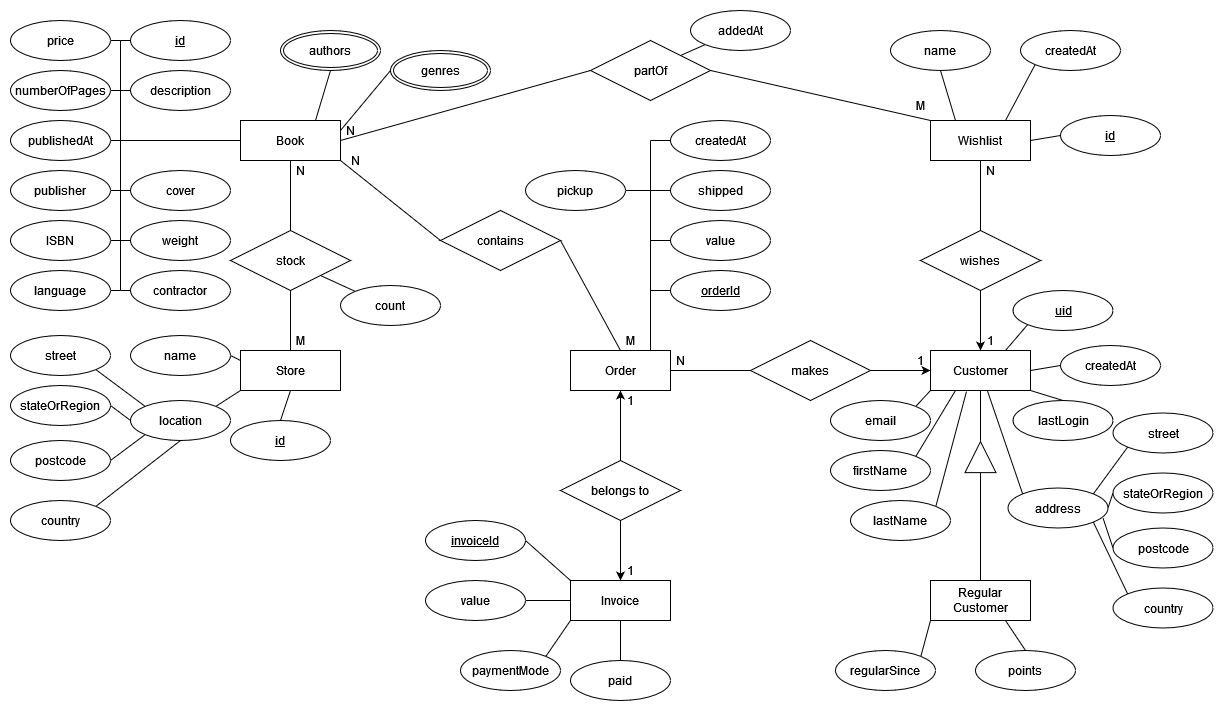 price
id
authors
genres
addedAt
partOf
name
createdAt
numberOfPages
description
publishedAt
Book
N
N
N
M
Wishlist
N
id
createdAt
pickup
shipped
value
orderId
publisher
cover
ISBN
weight
language
contractor
stock
count
contains
wishes
uid
street
name
M
Store
M
Order
N
makes
1
1
Customer
createdAt
stateOrRegion
location
id
postcode
country
1
email
lastLogin
firstName
lastName
address
street
stateOrRegion
postcode
country
belongs to
invoiceId
1
value
Invoice
paymentMode
paid
Regular
Customer
regularSince
points